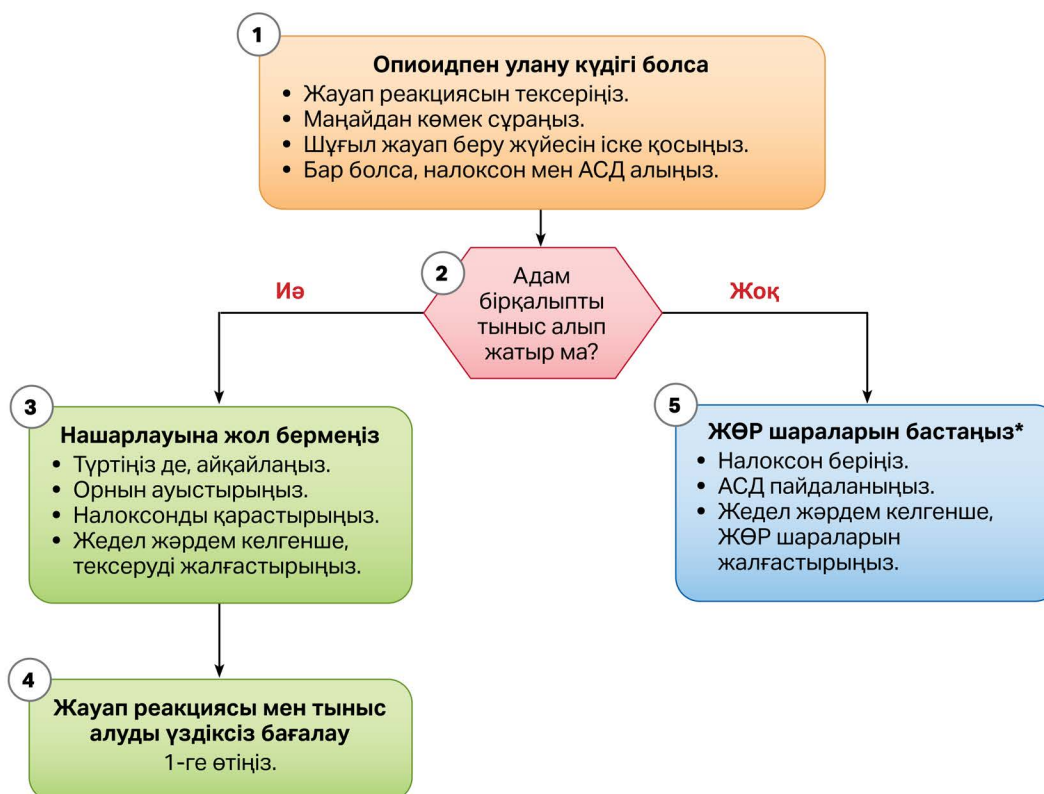 1
Опиоидпен улану күдігі болса
• Жауап реакциясын тексеріңіз.
• Маңайдан көмек сұраңыз.
• Шұғыл жауап беру жүйесін іске қосыңыз.
• Бар болса, налоксон мен АСД алыңыз.
2
Адам
бірқалыпты
тыныс алып
жатыр ма?
Иә
Жоқ
3
Нашарлауына жол бермеңіз
• Түртіңіз де, айқайлаңыз.
• Орнын ауыстырыңыз.
• Налоксонды қарастырыңыз.
• Жедел жәрдем келгенше,
тексеруді жалғастырыңыз.
4
Жауап реакциясы мен тыныс
алуды үздіксіз бағалау
1-ге өтіңіз.
5
ЖӨР шараларын бастаңыз*
• Налоксон беріңіз.
• АСД пайдаланыңыз.
• Жедел жәрдем келгенше,
ЖӨР шараларын
жалғастырыңыз.